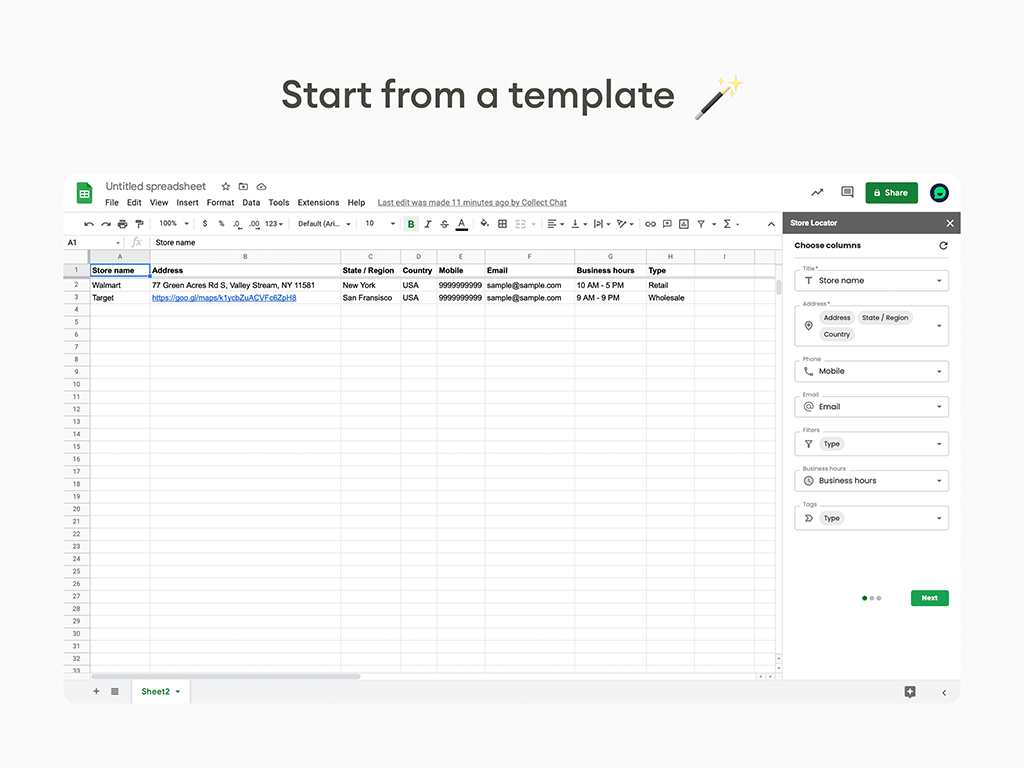 Start from a template
Untitled spreadsheet
File Edit View Insert Format Data Tools Extensions Help Last edit was made 11 minutes ago by Collect Chat
Share
100% $ % .0 .00 123 Default (Ari... 10 B I S A Σ
A1 fx Store name
A B C D E F G H I
1 Store name Address State / Region Country Mobile Email Business hours Type
2 Walmart 77 Green Acres Rd S, Valley Stream, NY 11581 New York USA 9999999999 sample@sample.com 10 AM - 5 PM Retail
3 Target https://goo.gl/maps/k1ycbZuACVFc6ZpH8 San Fransisco USA 9999999999 sample@sample.com 9 AM - 9 PM Wholesale
4
5
6
7
8
9
10
11
12
13
14
15
16
17
18
19
20
21
22
23
24
25
26
27
28
29
30
31
32
33
Sheet2
Store Locator
Choose columns
Title*
Store name
Address*
Address State / Region
Country
Phone
Mobile
Email
Email
Filters
Type
Business hours
Business hours
Tags
Type
Next